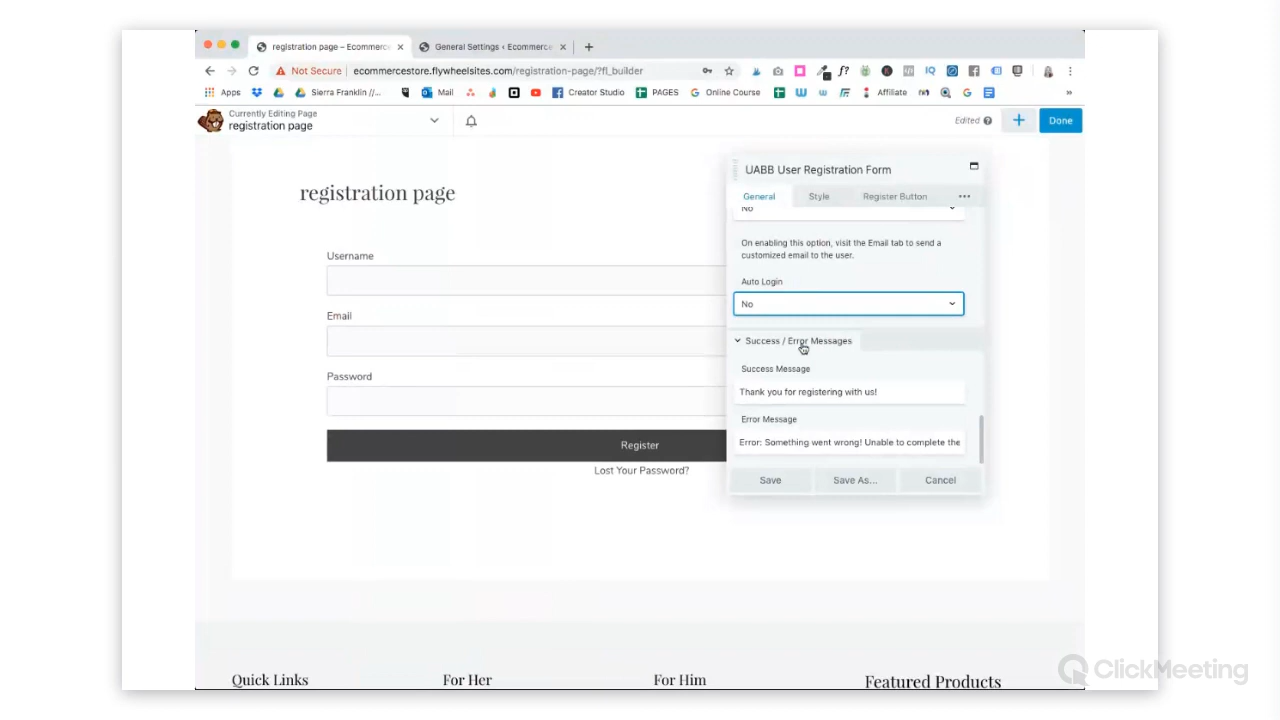 registration page – Ecommerc
General Settings ‹ Ecommerce
Not Secure | ecommercestore.flywheelsites.com/registration-page/?fl_builder
f?
IQ
Apps
Sierra Franklin //...
Mail
Creator Studio
PAGES
Online Course
Affiliate
»
Currently Editing Page
registration page
Edited
Done
registration page
Username
Email
Password
Register
Lost Your Password?
UABB User Registration Form
General
Style
Register Button
No
On enabling this option, visit the Email tab to send a
customized email to the user.
Auto Login
No
Success / Error Messages
Success Message
Thank you for registering with us!
Error Message
Error: Something went wrong! Unable to complete the
Save
Save As...
Cancel
Quick Links
For Her
For Him
Featured Products
ClickMeeting